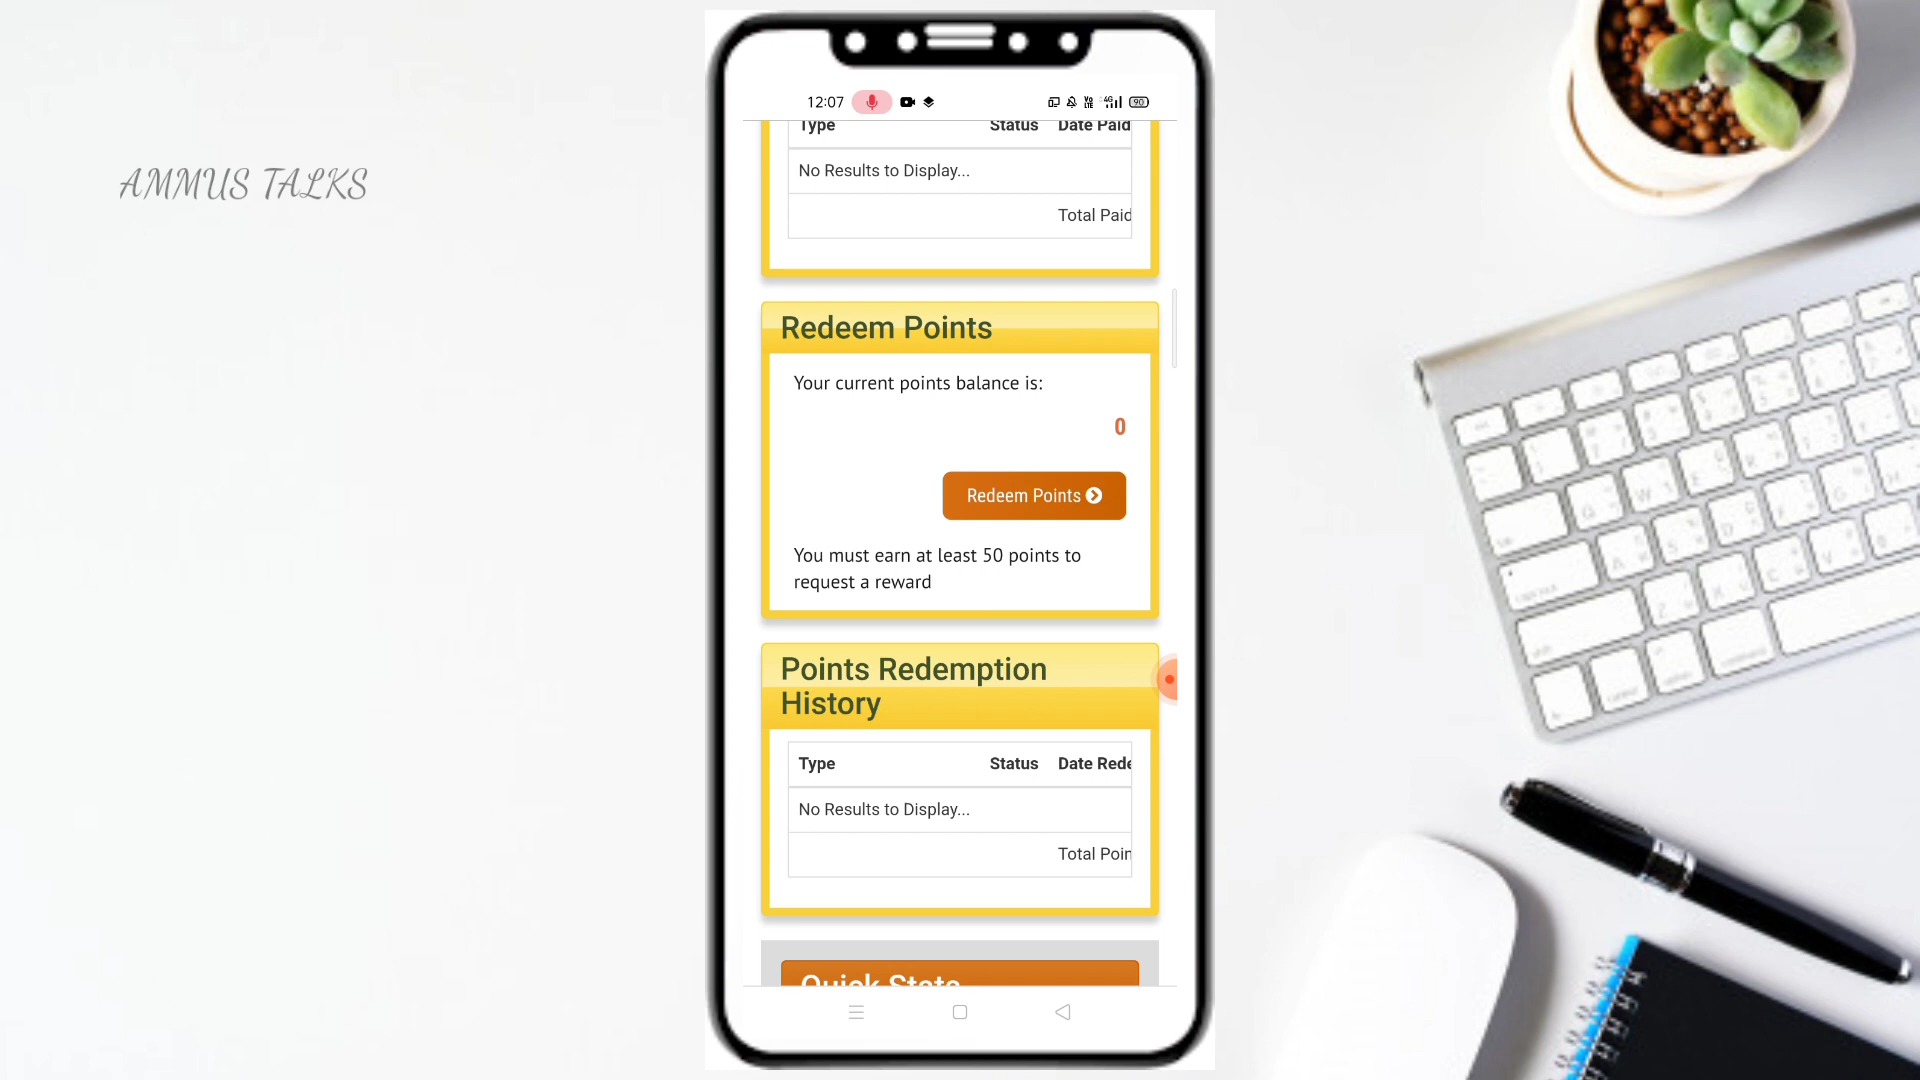 AMMUS TALKS
12:07
90
Type Status Date Paid
No Results to Display...
Total Paid
Redeem Points
Your current points balance is:
0
Redeem Points
You must earn at least 50 points to
request a reward
Points Redemption
History
Type Status Date Rede
No Results to Display...
Total Poin
Quick Stats